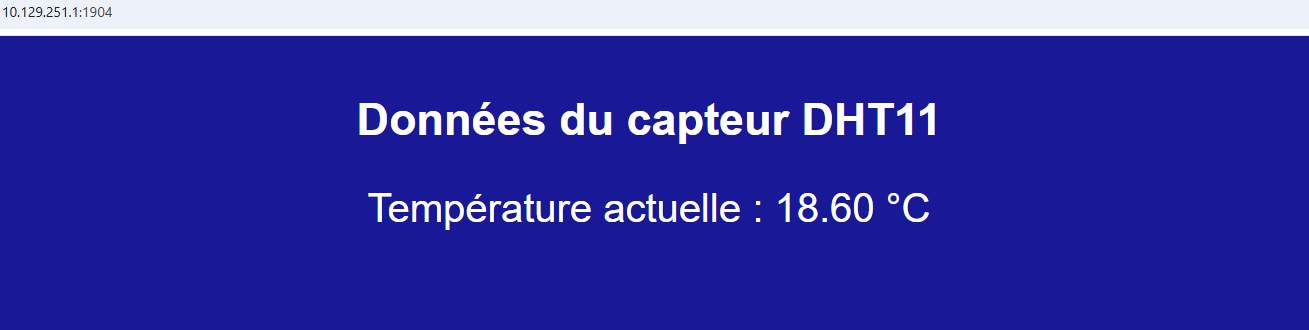 10.129.251.1:1904
Données du capteur DHT11
Température actuelle : 18.60 °C